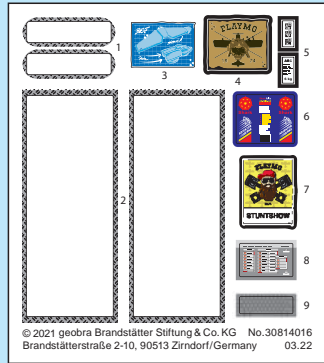 1
3
PLAYMO
4
ABC
5
6
2
PLAYMO
STUNTSHOW
7
8
9
© 2021 geobra Brandstätter Stiftung & Co. KG No.30814016
Brandstätterstraße 2-10, 90513 Zirndorf/Germany 03.22